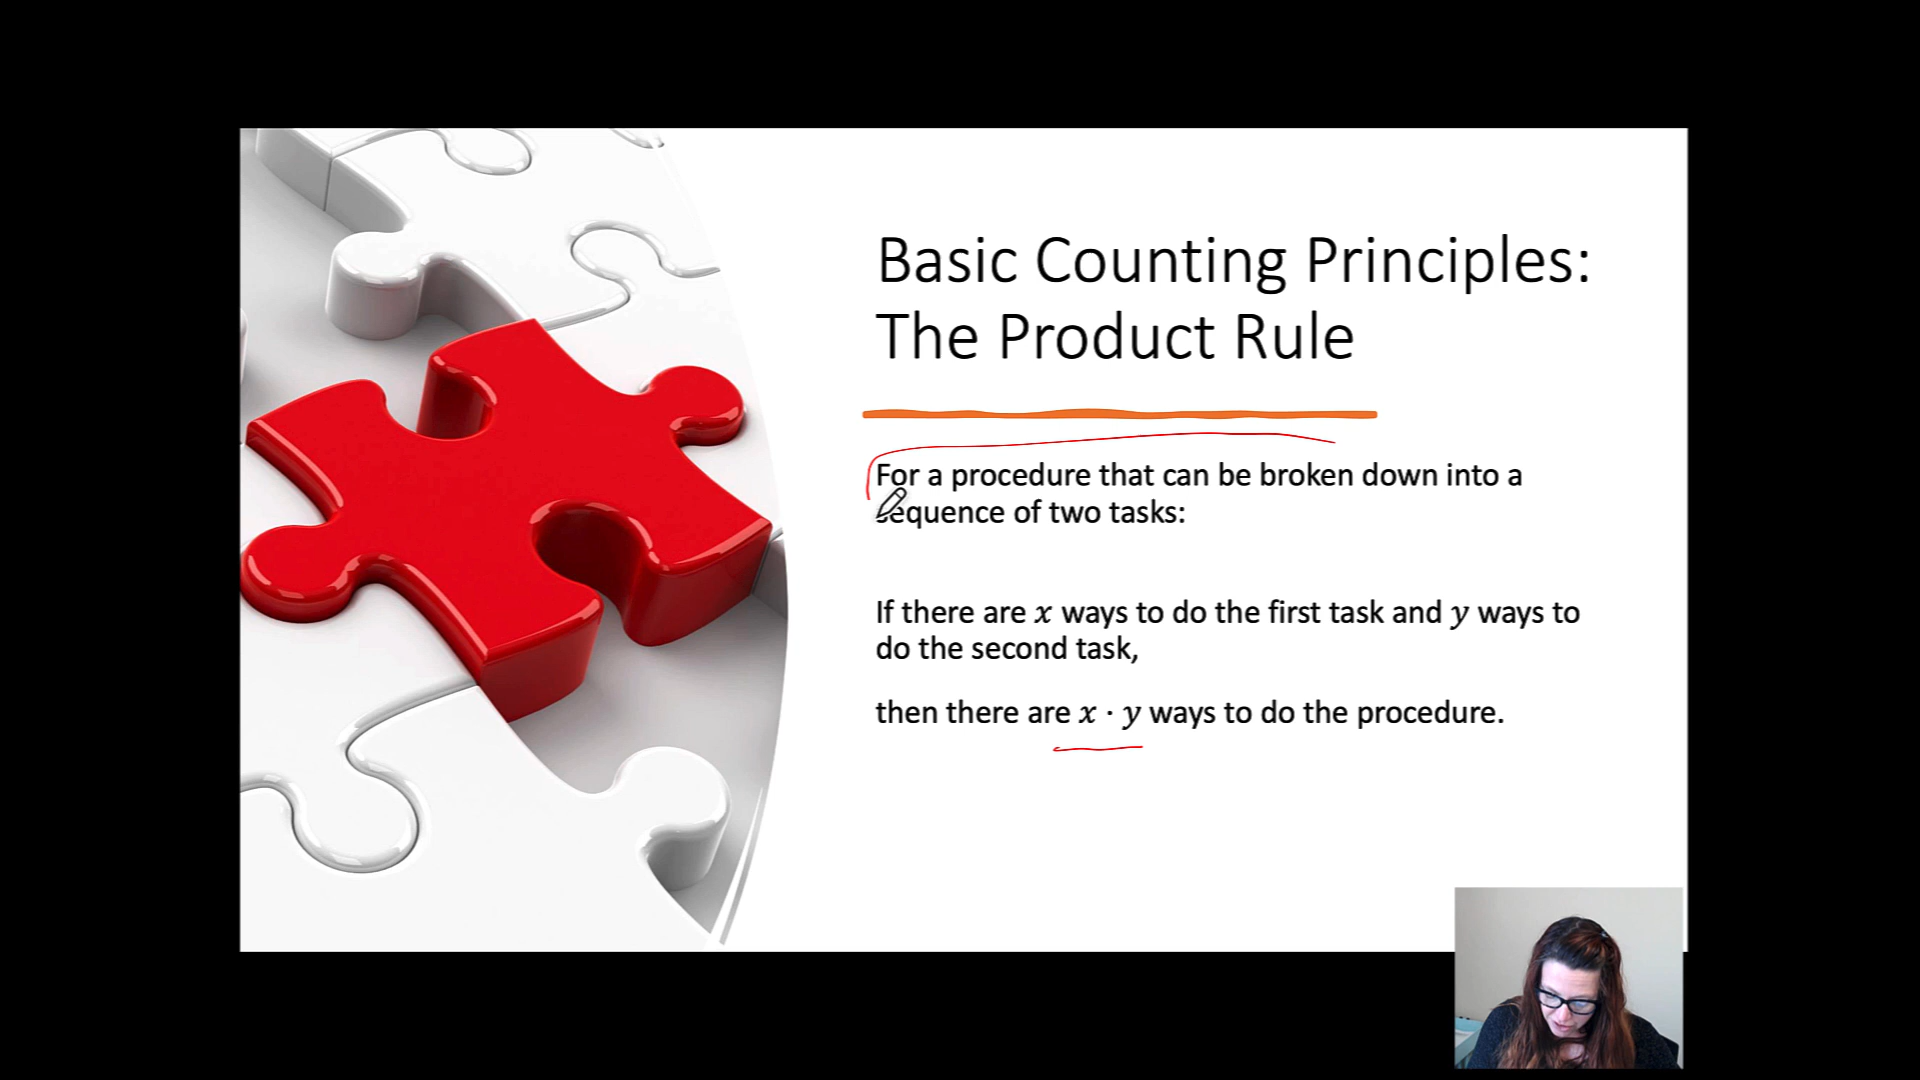 Basic Counting Principles:
The Product Rule
For a procedure that can be broken down into a
sequence of two tasks:
If there are 𝑥 ways to do the first task and 𝑦 ways to
do the second task,
then there are 𝑥 · 𝑦 ways to do the procedure.